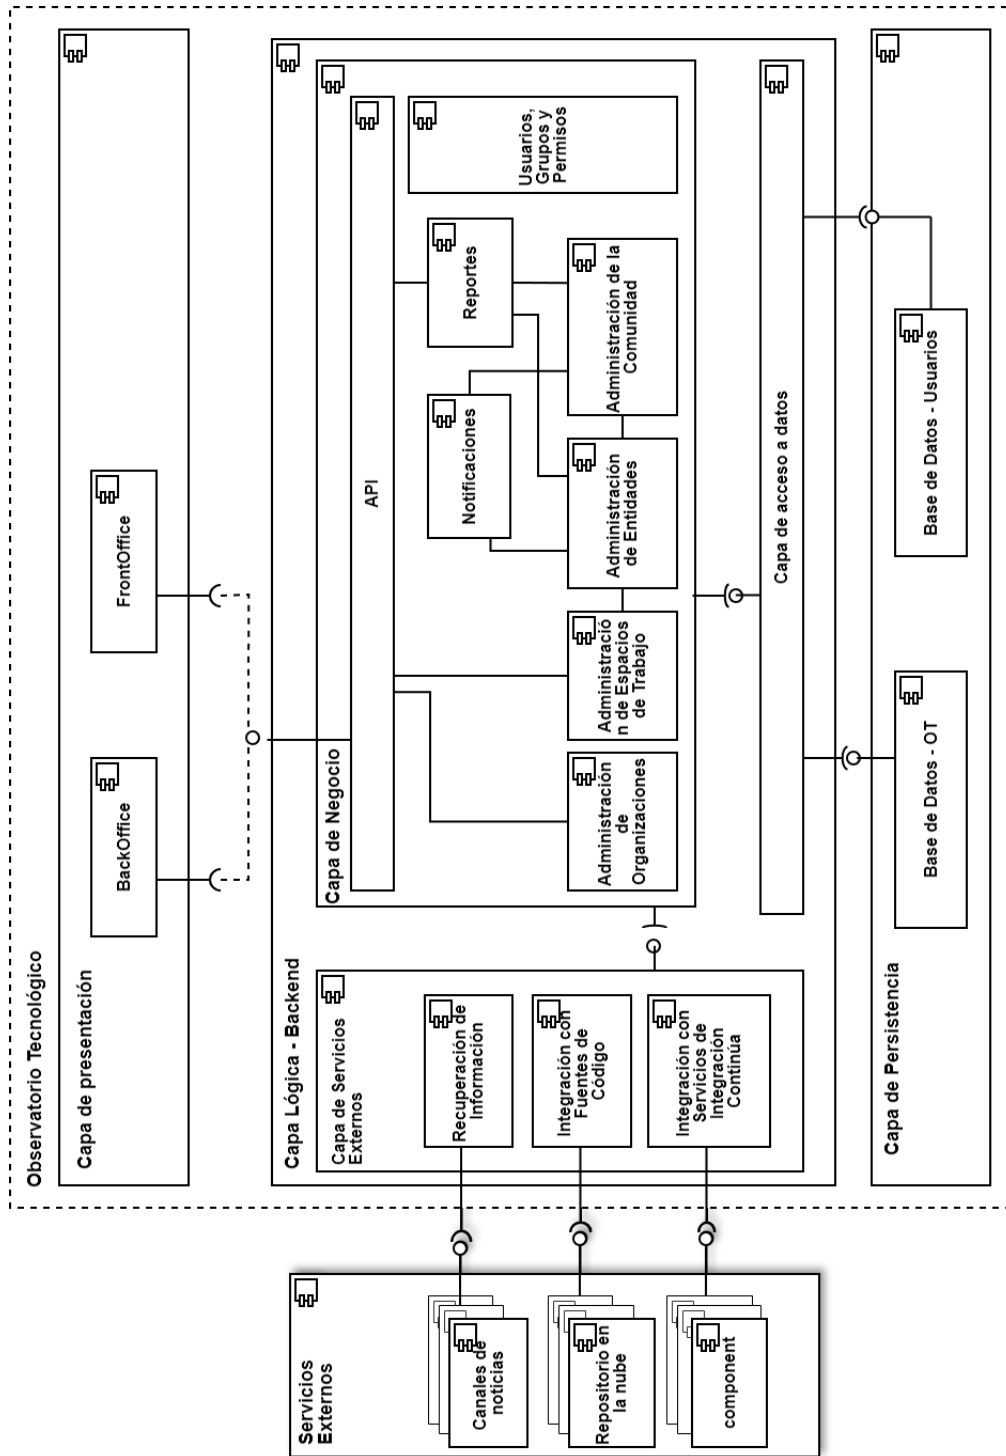 Observatorio Tecnológico
Capa de presentación
BackOffice
FrontOffice
Capa Lógica - Backend
Capa de Negocio
API
Reportes
Notificaciones
Usuarios,
Grupos y
Permisos
Administración
de
Organizaciones
Administració
n de Espacios
de Trabajo
Administración
de Entidades
Administración de la
Comunidad
Capa de Servicios
Externos
Recuperación de
Información
Integración con
Fuentes de
Código
Integración con
Servicios de
Integración
Continúa
Capa de acceso a datos
Capa de Persistencia
Base de Datos - OT
Base de Datos - Usuarios
Servicios
Externos
Canales de
noticias
Repositorio en
la nube
component